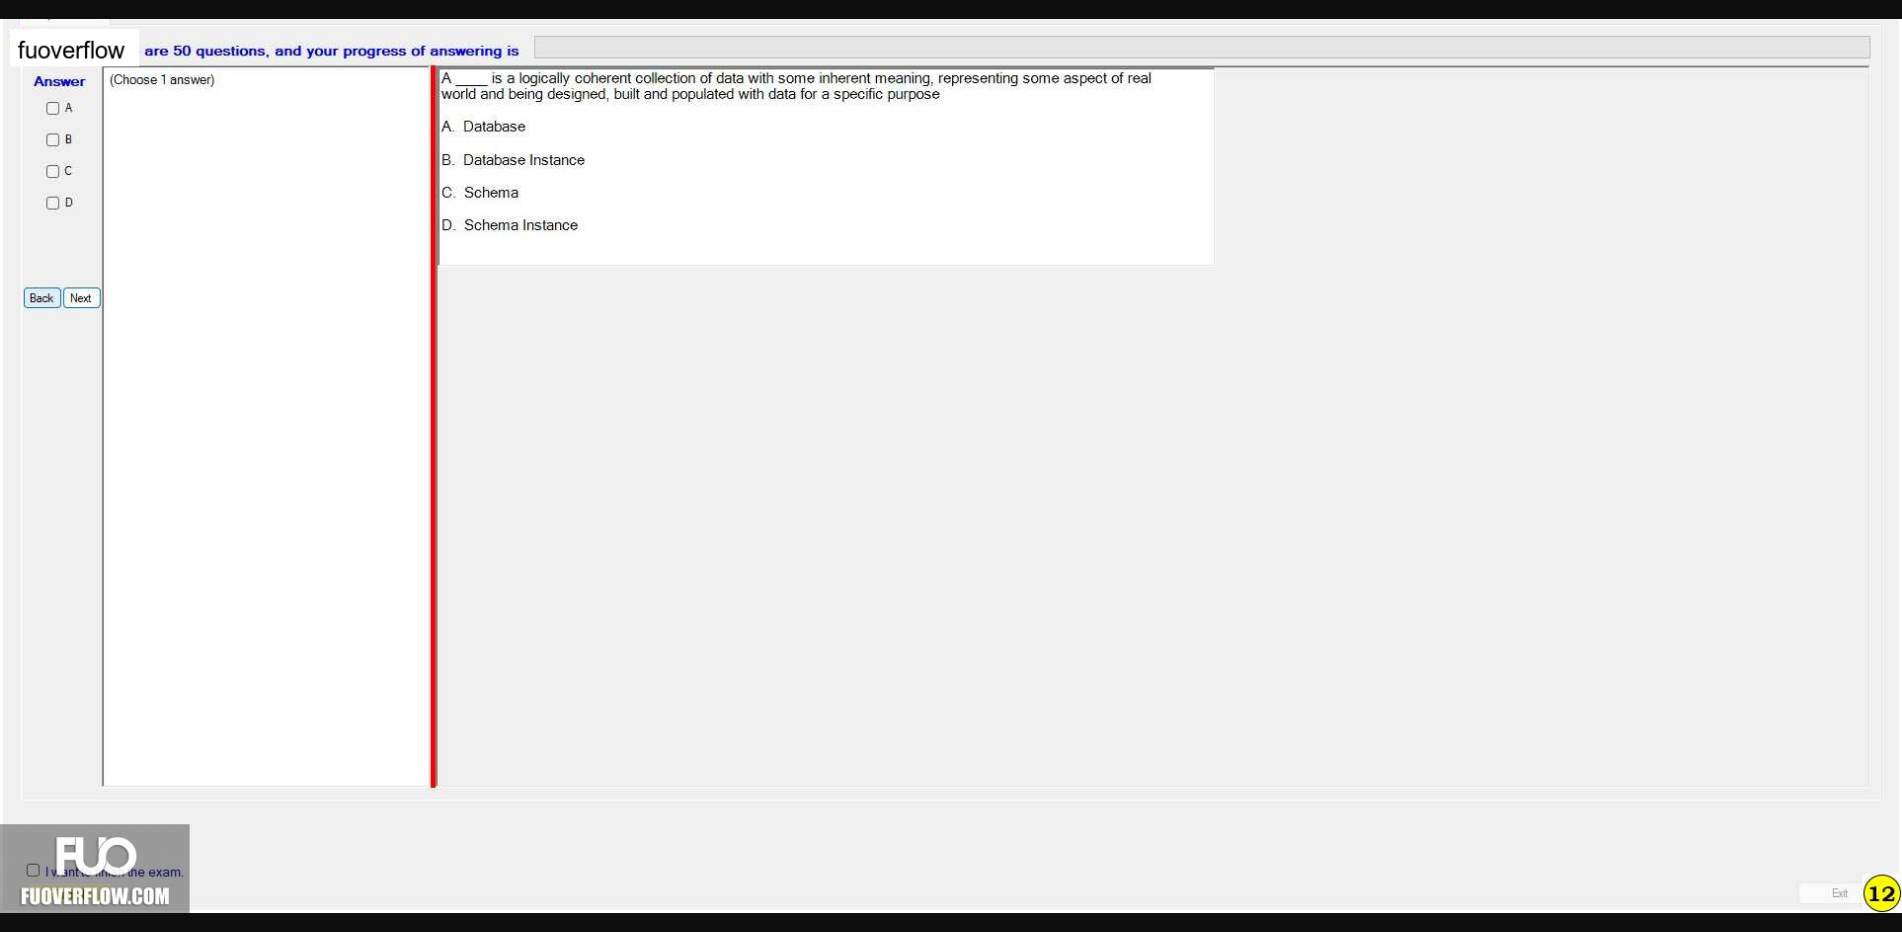 fuoverflow are 50 questions, and your progress of answering is
Answer
(Choose 1 answer)
A
B
C
D
Back Next
A ____ is a logically coherent collection of data with some inherent meaning, representing some aspect of real
world and being designed, built and populated with data for a specific purpose
A. Database
B. Database Instance
C. Schema
D. Schema Instance
FUO
I want to finish the exam.
FUOVERFLOW.COM
Exit
12